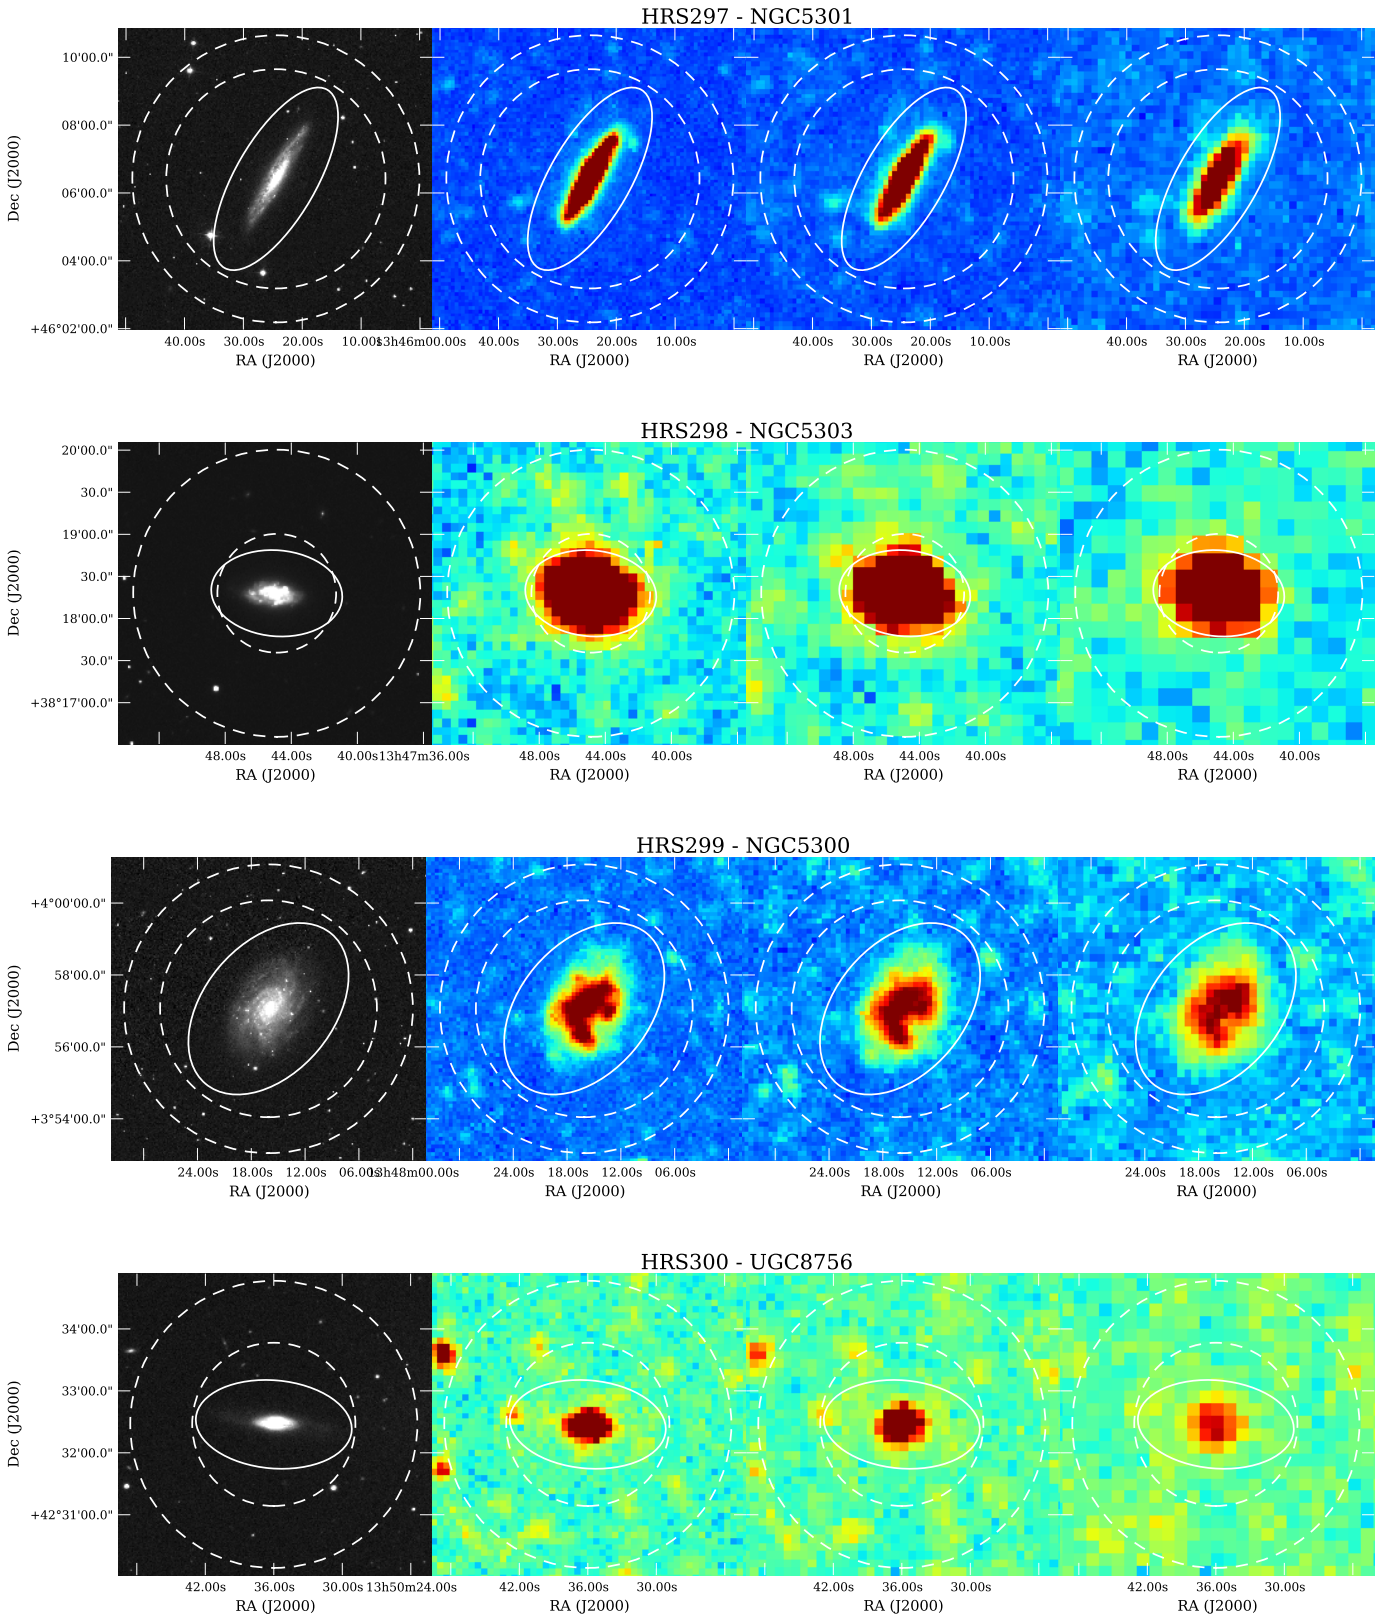 HRS297 - NGC5301
10'00.0"
08'00.0"
06'00.0"
04'00.0"
+46°02'00.0"
Dec (J2000)
40.00s 30.00s 20.00s 10.00s 13h46m00.00s 40.00s 30.00s 20.00s 10.00s 40.00s 30.00s 20.00s 10.00s 40.00s 30.00s 20.00s 10.00s
RA (J2000) RA (J2000) RA (J2000) RA (J2000)
HRS298 - NGC5303
20'00.0"
30.0"
19'00.0"
30.0"
18'00.0"
30.0"
+38°17'00.0"
Dec (J2000)
48.00s 44.00s 40.00s 13h47m36.00s 48.00s 44.00s 40.00s 48.00s 44.00s 40.00s 48.00s 44.00s 40.00s
RA (J2000) RA (J2000) RA (J2000) RA (J2000)
HRS299 - NGC5300
+4°00'00.0"
58'00.0"
56'00.0"
+3°54'00.0"
Dec (J2000)
24.00s 18.00s 12.00s 06.00s 13h48m00.00s 24.00s 18.00s 12.00s 06.00s 24.00s 18.00s 12.00s 06.00s 24.00s 18.00s 12.00s 06.00s
RA (J2000) RA (J2000) RA (J2000) RA (J2000)
HRS300 - UGC8756
34'00.0"
33'00.0"
32'00.0"
+42°31'00.0"
Dec (J2000)
42.00s 36.00s 30.00s 13h50m24.00s 42.00s 36.00s 30.00s 42.00s 36.00s 30.00s 42.00s 36.00s 30.00s
RA (J2000) RA (J2000) RA (J2000) RA (J2000)